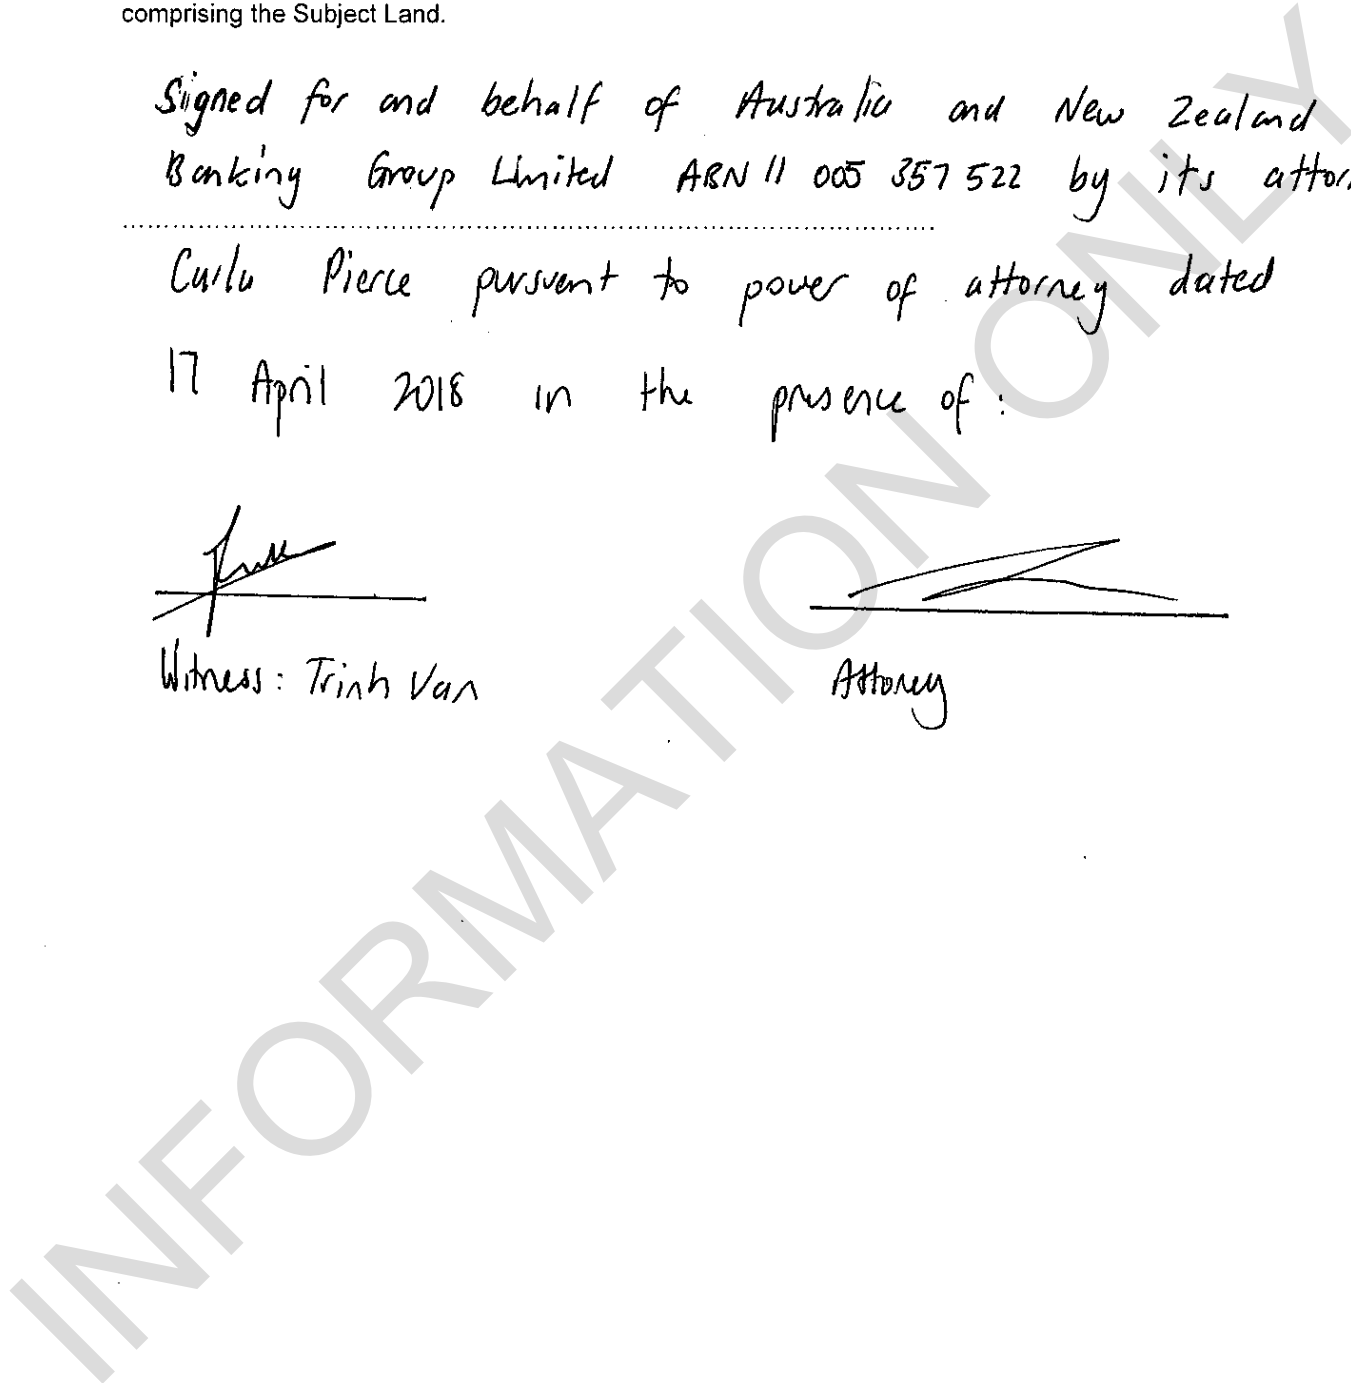 comprising the Subject Land.
Signed for and behalf of Australia and New Zealand
Banking Group Limited ABN 11 005 357 522 by its attor
Carla Pierce pursuant to power of attorney dated
17 April 2018 in the presence of :
Witness : Trinh Van
Attorney
INFORMATION ONLY